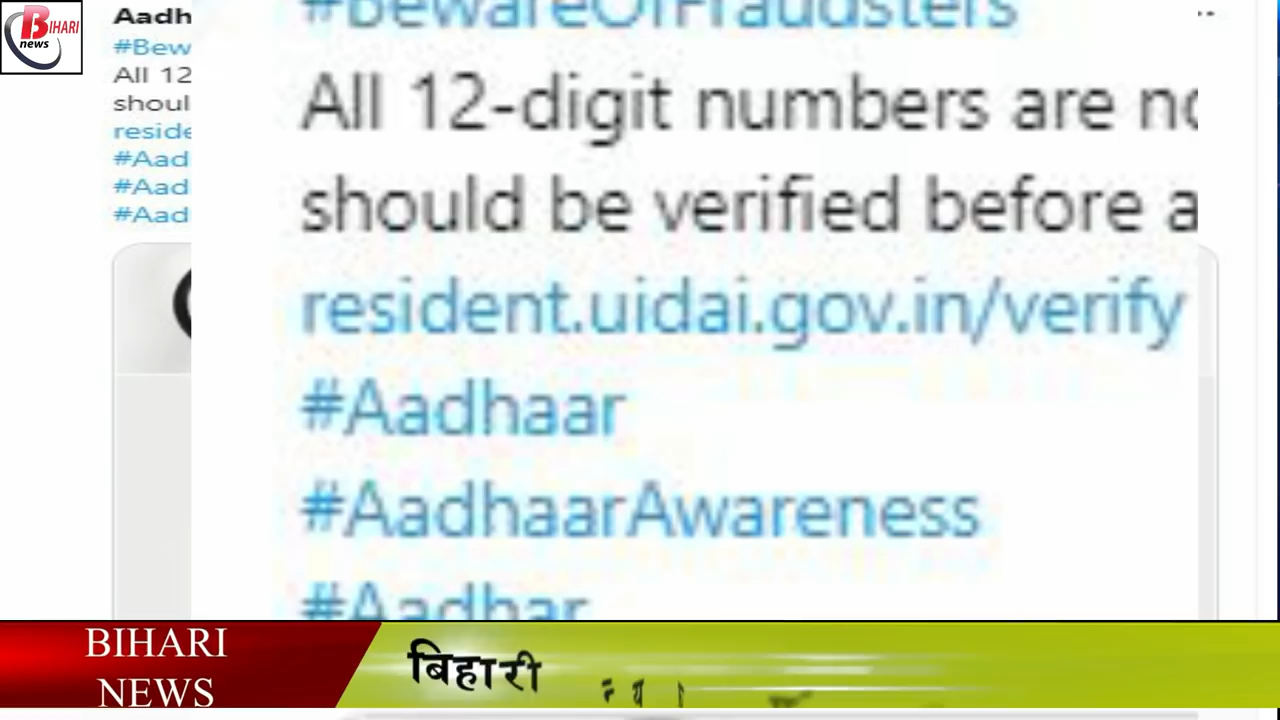 BIHARI
news
Aadh
#Bew
All 12
shoul
reside
#Aad
#Aad
#Aad
#BewareOfFraudsters
All 12-digit numbers are no
should be verified before a
resident.uidai.gov.in/verify
#Aadhaar
#AadhaarAwareness
#Aadhar
BIHARI
NEWS
बिहारी